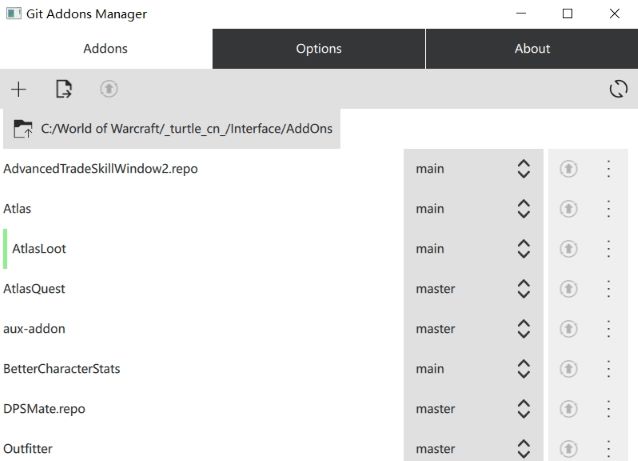 Git Addons Manager
Addons Options About
C:/World of Warcraft/_turtle_cn_/Interface/AddOns
AdvancedTradeSkillWindow2.repo main
Atlas main
AtlasLoot main
AtlasQuest master
aux-addon master
BetterCharacterStats main
DPSMate.repo master
Outfitter master